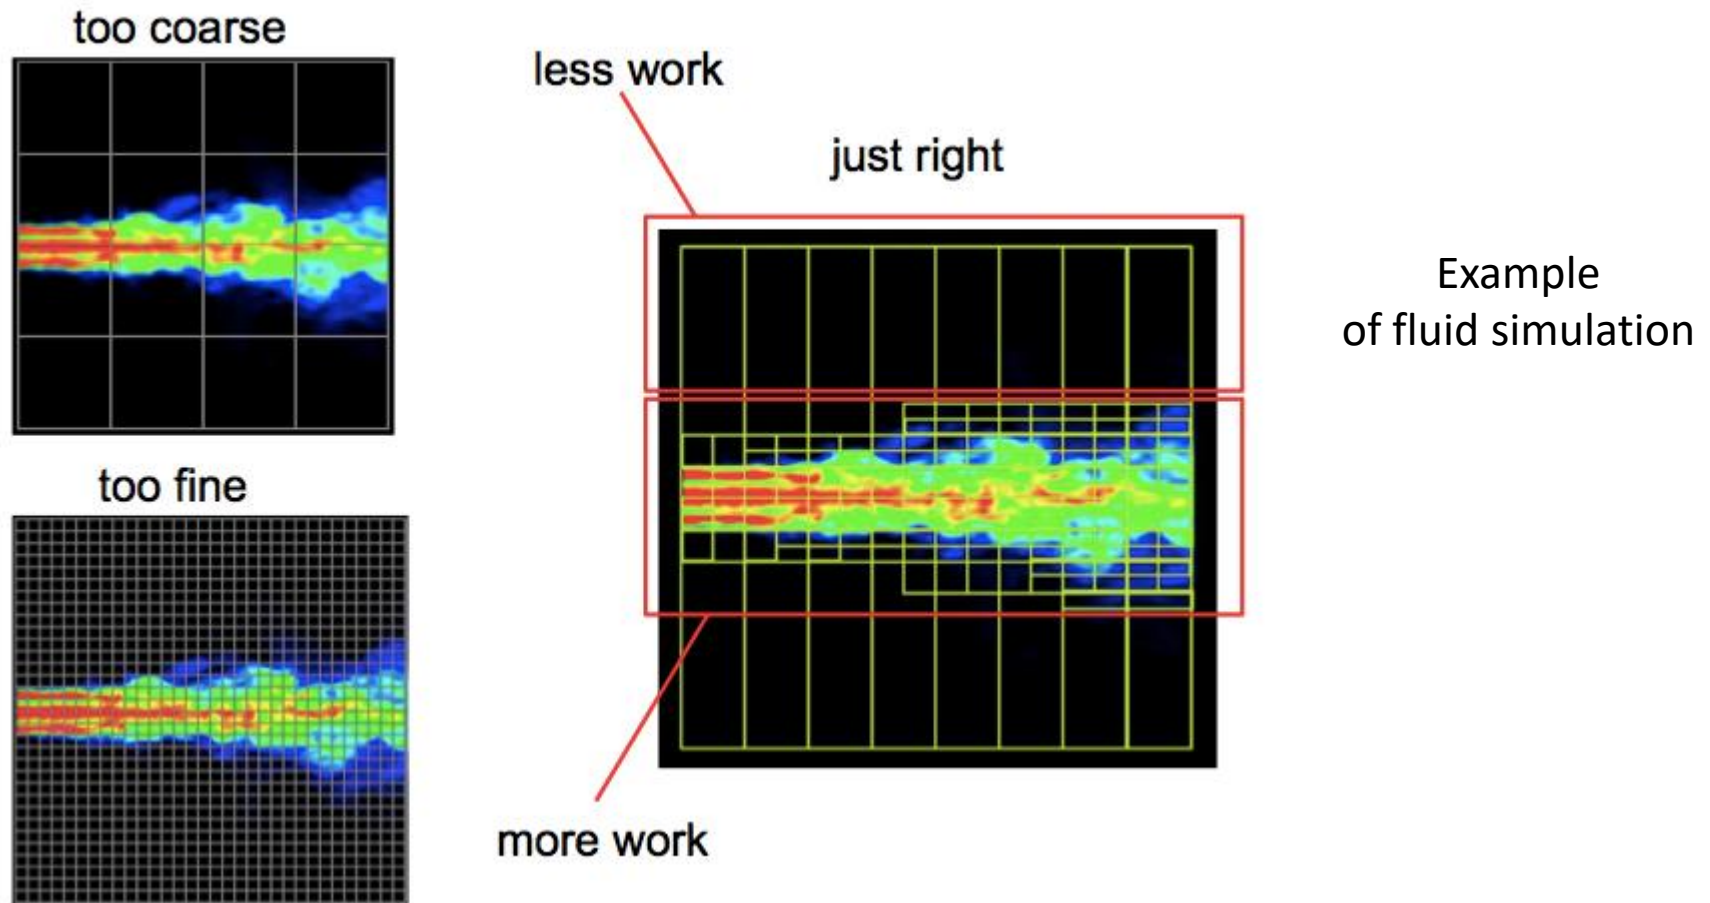 too coarse
less work
just right
Example
of fluid simulation
too fine
more work